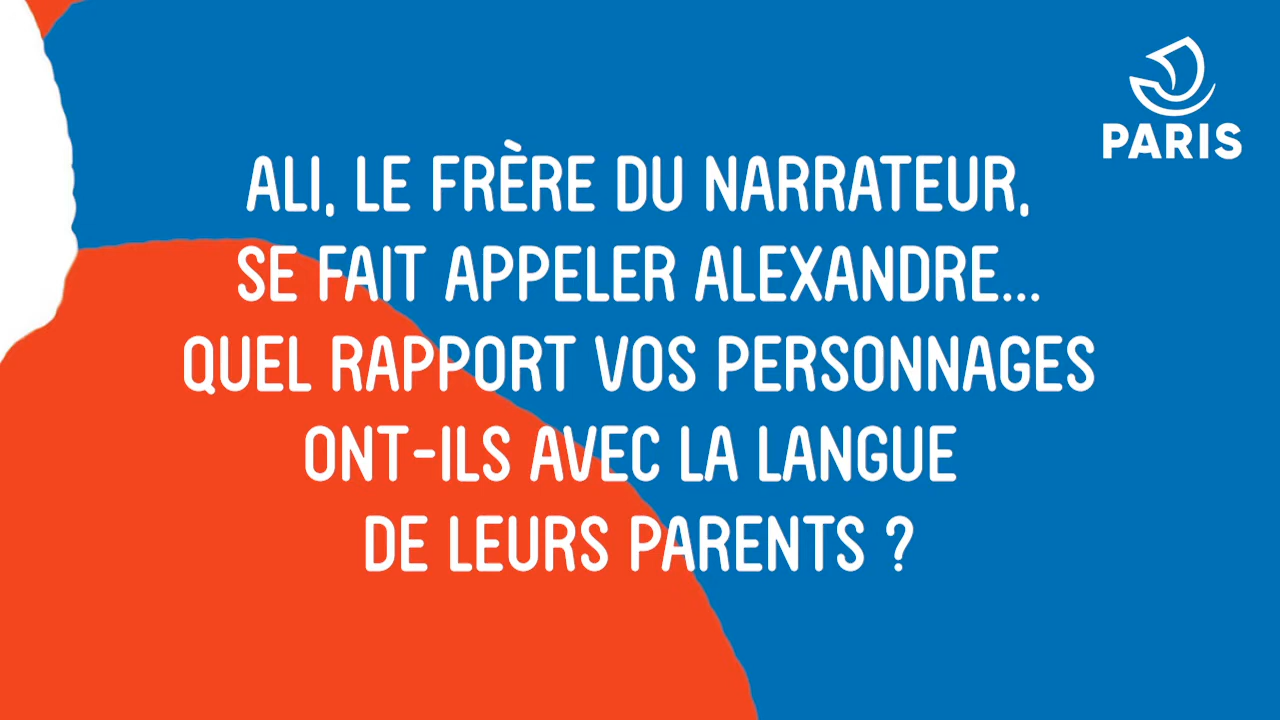 PARIS
ALI, LE FRÈRE DU NARRATEUR,
SE FAIT APPELER ALEXANDRE...
QUEL RAPPORT VOS PERSONNAGES
ONT-ILS AVEC LA LANGUE
DE LEURS PARENTS ?